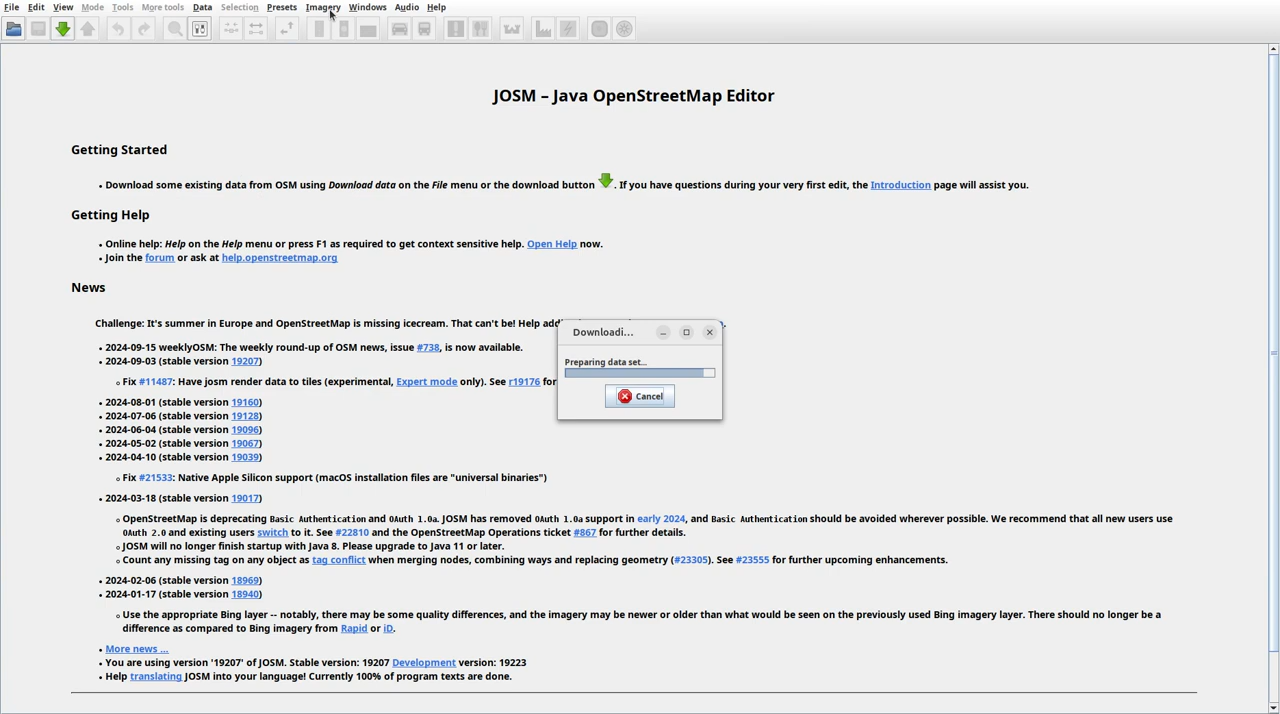 File Edit View Mode Tools More tools Data Selection Presets Imagery Windows Audio Help
JOSM – Java OpenStreetMap Editor
Getting Started
• Download some existing data from OSM using Download data on the File menu or the download button . If you have questions during your very first edit, the Introduction page will assist you.
Getting Help
• Online help: Help on the Help menu or press F1 as required to get context sensitive help. Open Help now.
• Join the forum or ask at help.openstreetmap.org
News
Challenge: It's summer in Europe and OpenStreetMap is missing icecream. That can't be! Help
• 2024-09-15 weeklyOSM: The weekly round-up of OSM news, issue #738, is now available.
• 2024-09-03 (stable version 19207)
Fix #11487: Have josm render data to tiles (experimental, Expert mode only). See r19176 for
• 2024-08-01 (stable version 19160)
• 2024-07-06 (stable version 19128)
• 2024-06-04 (stable version 19096)
• 2024-05-02 (stable version 19067)
• 2024-04-10 (stable version 19039)
Fix #21533: Native Apple Silicon support (macOS installation files are "universal binaries")
• 2024-03-18 (stable version 19017)
OpenStreetMap is deprecating Basic Authentication and OAuth 1.0a. JOSM has removed OAuth 1.0a support in early 2024, and Basic Authentication should be avoided wherever possible. We recommend that all new users use
OAuth 2.0 and existing users switch to it. See #22810 and the OpenStreetMap Operations ticket #867 for further details.
JOSM will no longer finish startup with Java 8. Please upgrade to Java 11 or later.
Count any missing tag on any object as tag conflict when merging nodes, combining ways and replacing geometry (#23305). See #23555 for further upcoming enhancements.
• 2024-02-06 (stable version 18969)
• 2024-01-17 (stable version 18940)
Use the appropriate Bing layer -- notably, there may be some quality differences, and the imagery may be newer or older than what would be seen on the previously used Bing imagery layer. There should no longer be a
difference as compared to Bing imagery from Rapid or iD.
• More news ...
• You are using version '19207' of JOSM. Stable version: 19207 Development version: 19223
• Help translating JOSM into your language! Currently 100% of program texts are done.
Downloadi...
Preparing data set...
Cancel